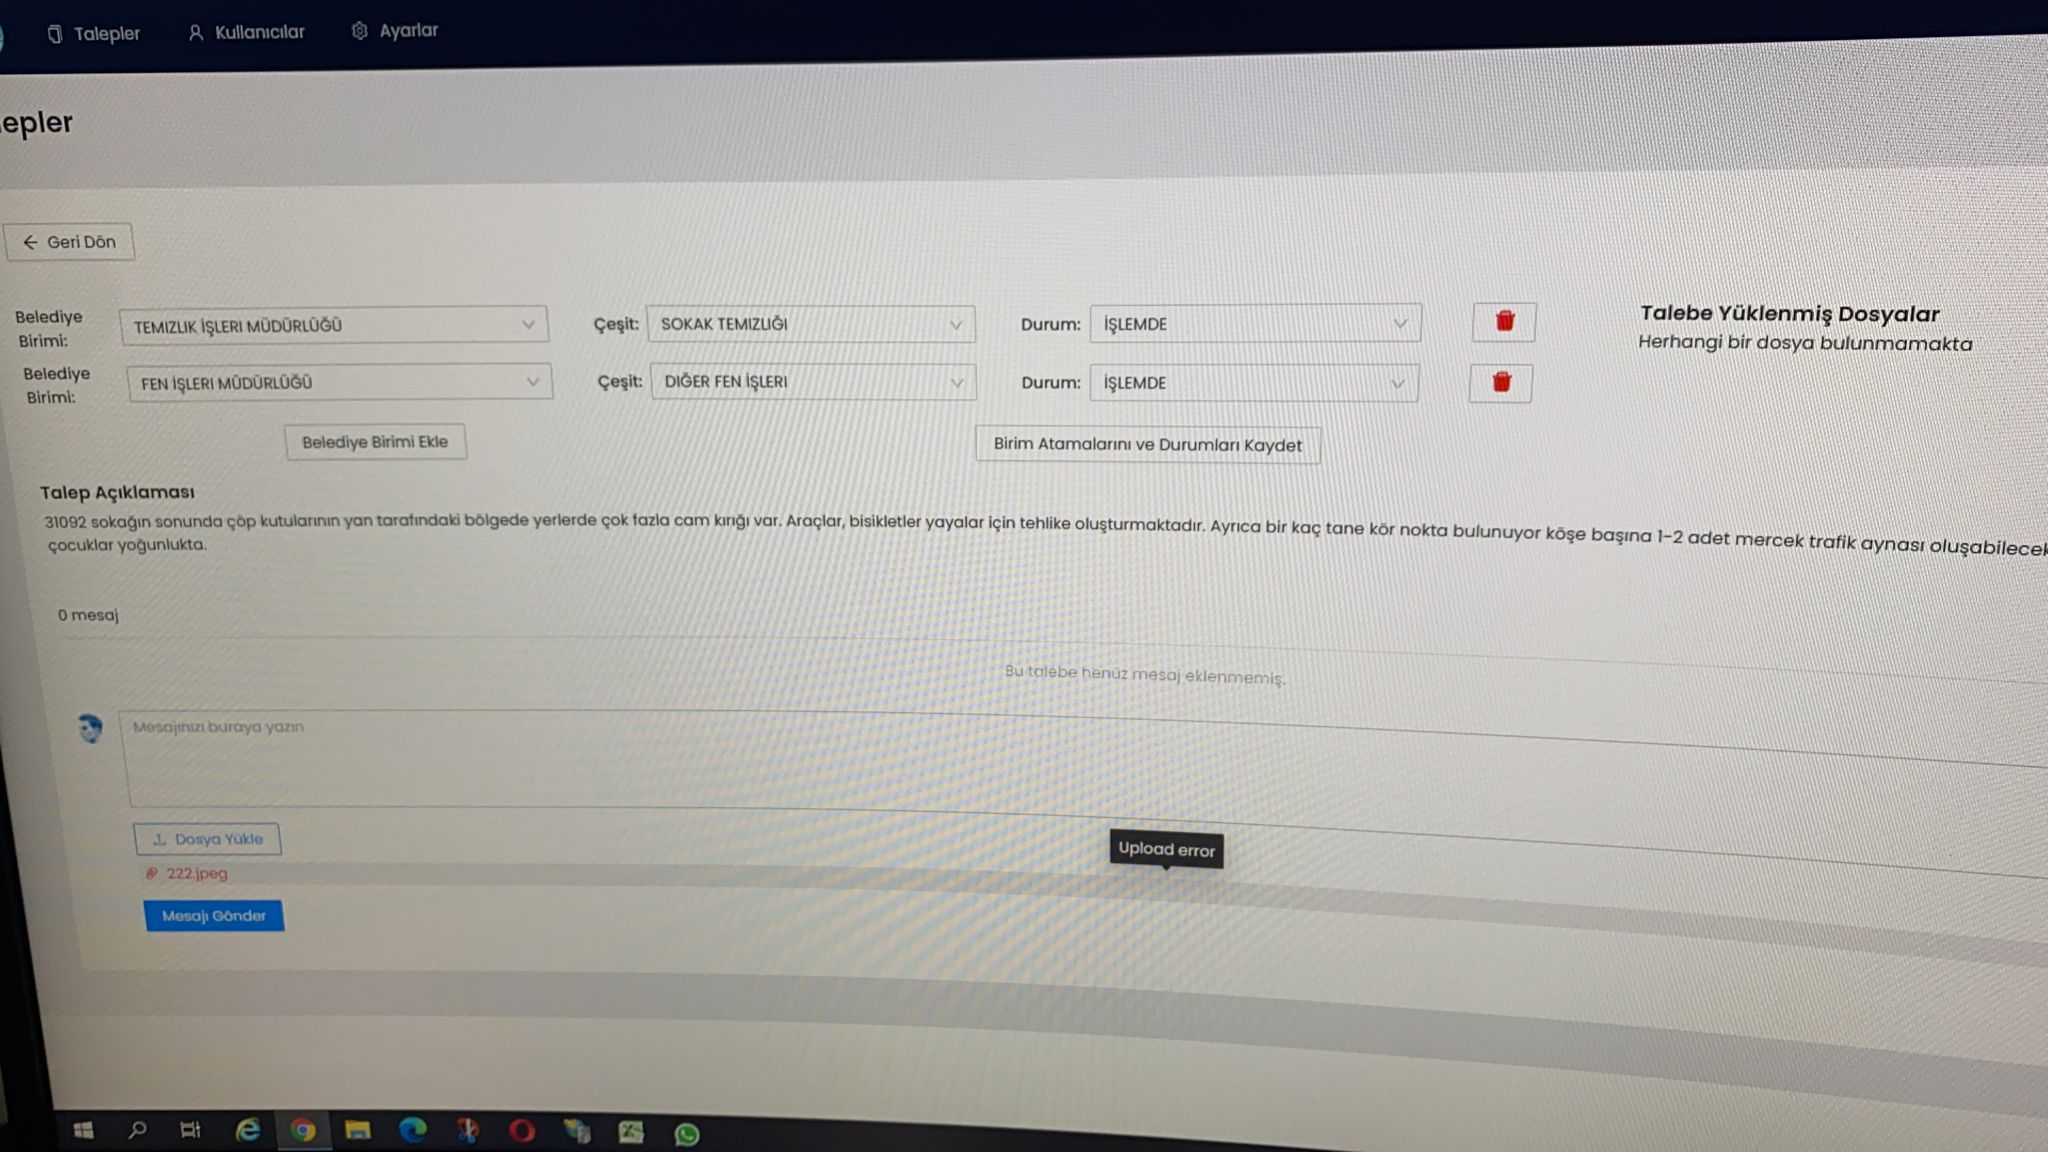 Talepler
Kullanıcılar
Ayarlar
epler
Geri Dön
Belediye Birimi:
TEMIZLIK İŞLERI MÜDÜRLÜĞÜ
Çeşit:
SOKAK TEMIZLIĞI
Durum:
İŞLEMDE
Belediye Birimi:
FEN İŞLERI MÜDÜRLÜĞÜ
Çeşit:
DIĞER FEN İŞLERI
Durum:
İŞLEMDE
Talebe Yüklenmiş Dosyalar
Herhangi bir dosya bulunmamakta
Belediye Birimi Ekle
Birim Atamalarını ve Durumları Kaydet
Talep Açıklaması
31092 sokağın sonunda çöp kutularının yan tarafındaki bölgede yerlerde çok fazla cam kırığı var. Araçlar, bisikletler yayalar için tehlike oluşturmaktadır. Ayrıca bir kaç tane kör nokta bulunuyor köşe başına 1-2 adet mercek trafik aynası oluşabilecek
çocuklar yoğunlukta.
0 mesaj
Bu talebe henüz mesaj eklenmemiş.
Mesajınızı buraya yazın
Dosya Yükle
Upload error
222.jpeg
Mesajı Gönder